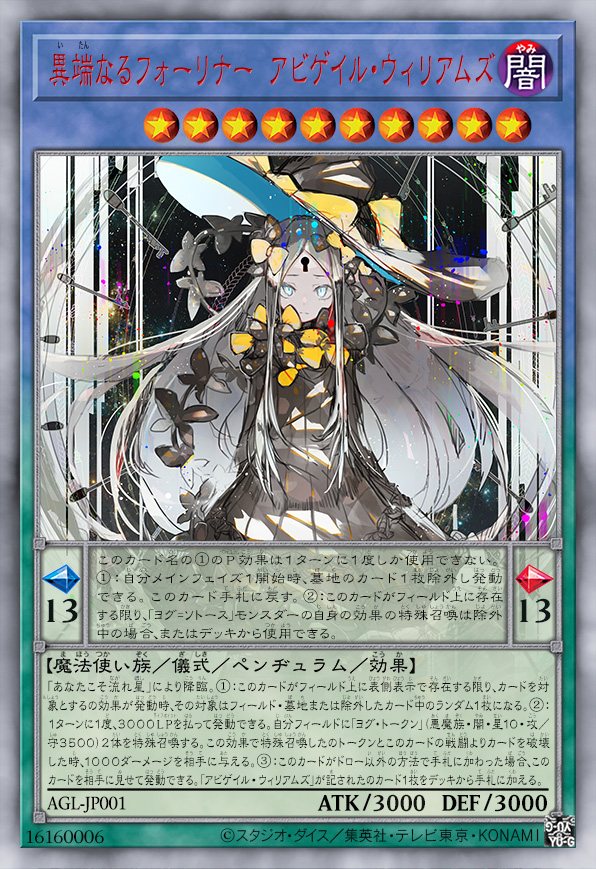 異端なるフォーリナー アビゲイル・ウィリアムズ
闇
13
このカード名の①のP効果は1ターンに1度しか使用できない。
①:自分メインフェイズ1開始時、墓地のカード1枚除外し発動
できる。このカード手札に戻す。②:このカードがフィールド上に存在
する限り、「ヨグ=ソトース」モンスターの自身の効果の特殊召喚は除外
中の場合、またはデッキから使用できる。
13
【魔法使い族/儀式/ペンヂュラム/効果】
「あなたこそ流れ星」により降臨。①:このカードがフィールド上に表側表示で存在する限り、カードを対
象とするの効果が発動時、その対象はフィールド・墓地または除外したカード中のランダム1枚になる。②:
1ターンに1度、3000LPを払って発動できる。自分フィールドに「ヨグ・トークン」(悪魔族・闇・星10・攻/
守3500)2体を特殊召喚する。この効果で特殊召喚したのトークンとこのカードの戦闘よりカードを破壊
した時、1000ダメージを相手に与える。③:このカードがドロー以外の方法で手札に加わった場合、この
カードを相手に見せて発動できる。「アビゲイル・ウィリアムズ」が記されたのカード1枚をデッキから手札に加える。
AGL-JP001 ATK/3000 DEF/3000
16160006 ©スタジオ・ダイス/集英社・テレビ東京・KONAMI